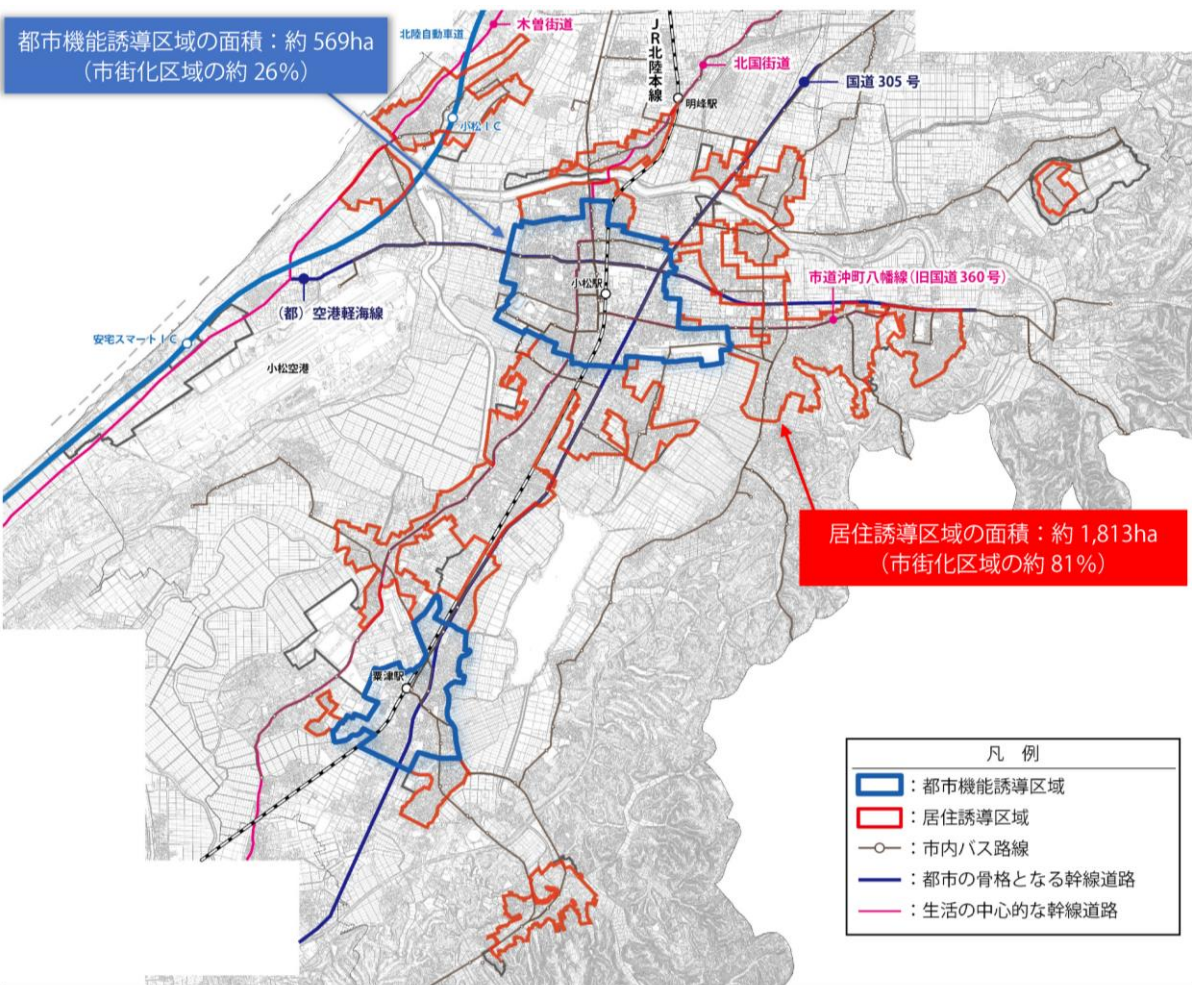 都市機能誘導区域の面積：約 569ha
（市街化区域の約 26%）
北陸自動車道
木曽街道
JR北陸本線
北国街道
国道 305 号
明峰駅
小松ＩＣ
小松駅
市道沖町八幡線（旧国道 360 号）
（都）空港軽海線
安宅スマートＩＣ
小松空港
居住誘導区域の面積：約 1,813ha
（市街化区域の約 81%）
粟津駅
凡 例
：都市機能誘導区域
：居住誘導区域
：市内バス路線
：都市の骨格となる幹線道路
：生活の中心的な幹線道路